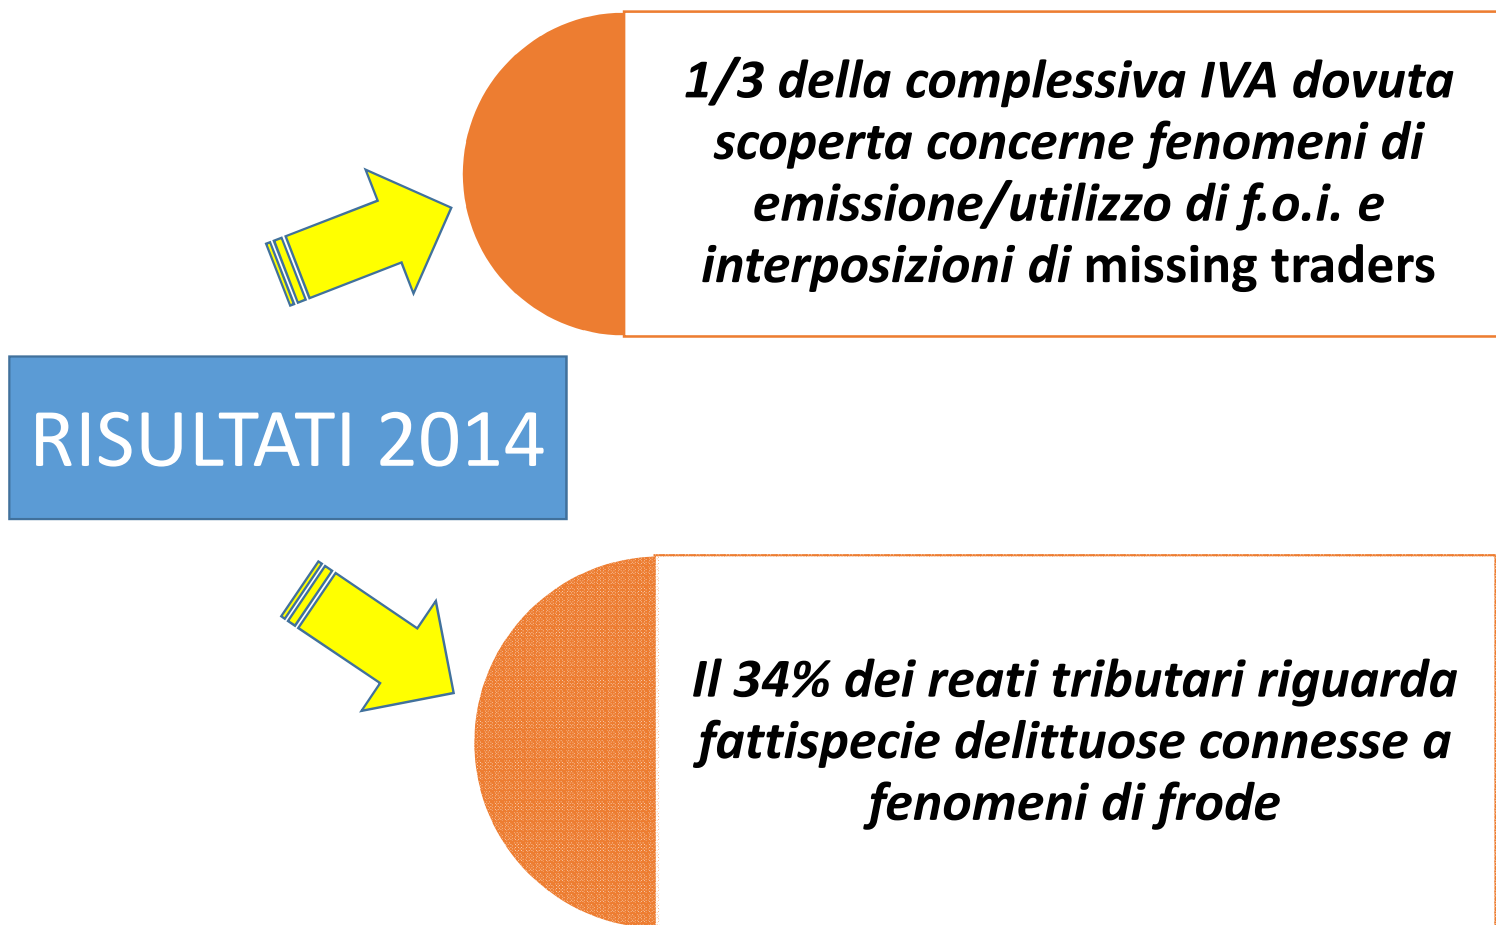 1/3 della complessiva IVA dovuta
scoperta concerne fenomeni di
emissione/utilizzo di f.o.i. e
interposizioni di missing traders
RISULTATI 2014
Il 34% dei reati tributari riguarda
fattispecie delittuose connesse a
fenomeni di frode